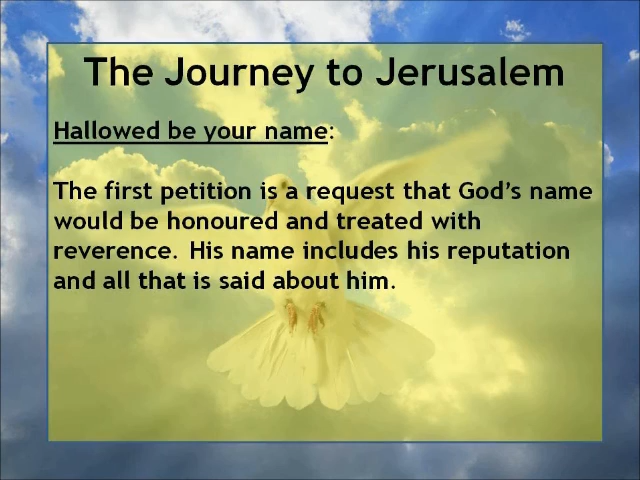 The Journey to Jerusalem
Hallowed be your name:
The first petition is a request that God’s name
would be honoured and treated with
reverence. His name includes his reputation
and all that is said about him.